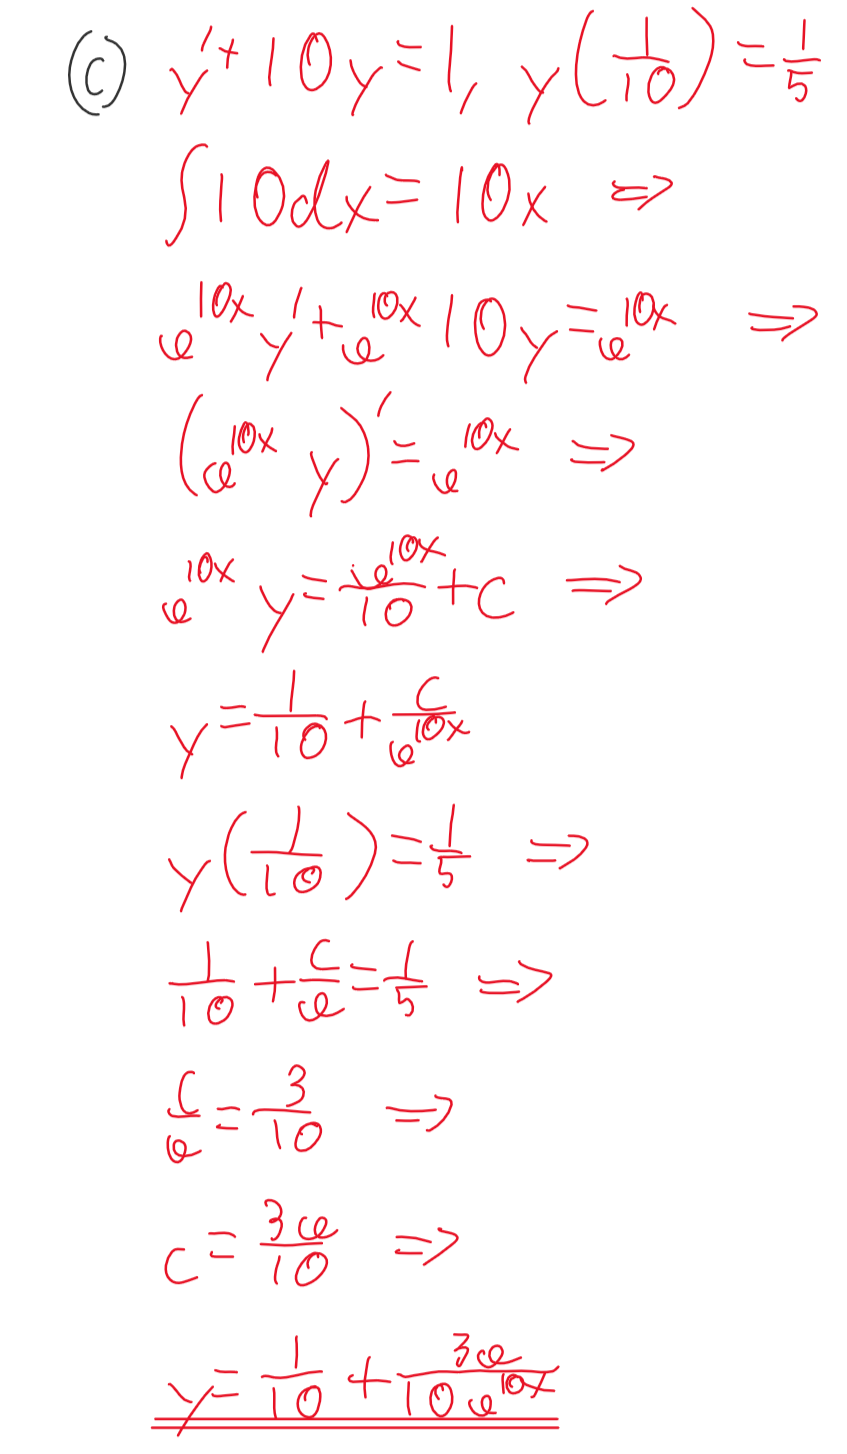 (c) y' + 10y = 1, y(1/10) = 1/5
∫10dx = 10x ⇒
e^{10x} y' + e^{10x} 10y = e^{10x} ⇒
(e^{10x} y)' = e^{10x} ⇒
e^{10x} y = e^{10x}/10 + C ⇒
y = 1/10 + C/e^{10x}
y(1/10) = 1/5 ⇒
1/10 + C/e = 1/5 ⇒
C/e = 3/10 ⇒
C = 3e/10 ⇒
y = 1/10 + 3e/(10e^{10x})